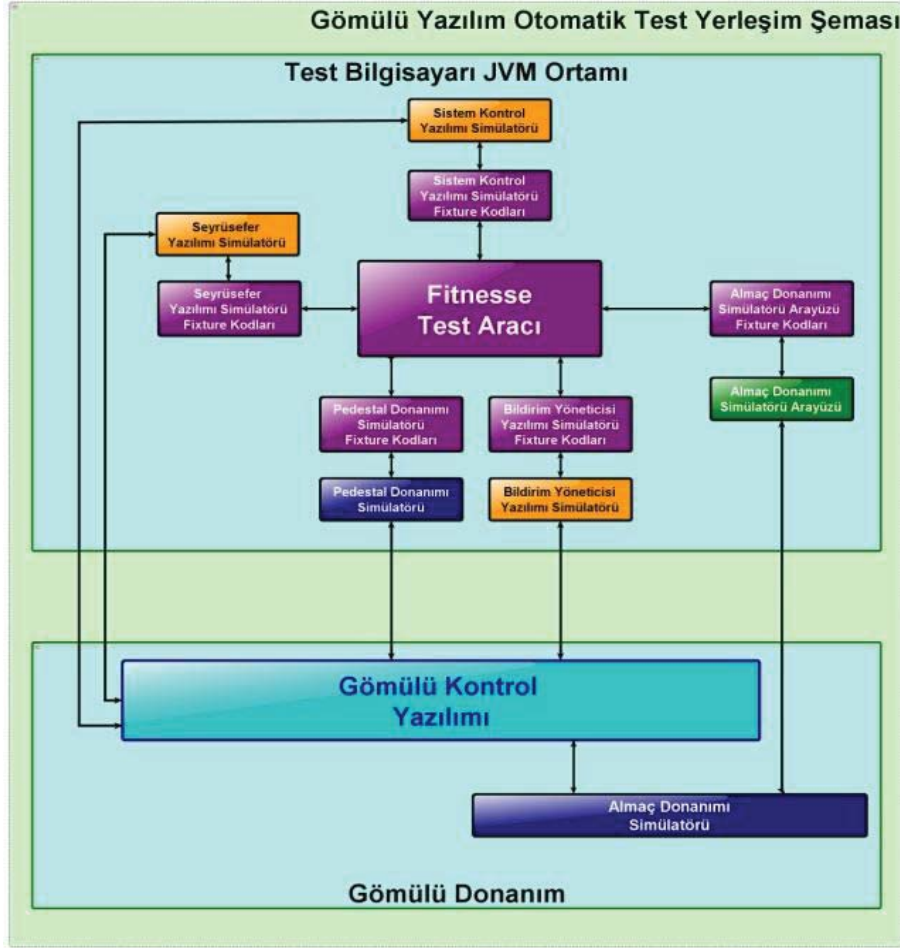 Gömülü Yazılım Otomatik Test Yerleşim Şeması
Test Bilgisayarı JVM Ortamı
Sistem Kontrol
Yazılımı Simülatörü
Sistem Kontrol
Yazılımı Simülatörü
Fixture Kodları
Seyrüsefer
Yazılımı Simülatörü
Seyrüsefer
Yazılımı Simülatörü
Fixture Kodları
Fitnesse
Test Aracı
Almaç Donanımı
Simülatörü Arayüzü
Fixture Kodları
Almaç Donanımı
Simülatörü Arayüzü
Pedestal Donanımı
Simülatörü
Fixture Kodları
Bildirim Yöneticisi
Yazılımı Simülatörü
Fixture Kodları
Pedestal Donanımı
Simülatörü
Bildirim Yöneticisi
Yazılımı Simülatörü
Gömülü Kontrol
Yazılımı
Almaç Donanımı
Simülatörü
Gömülü Donanım